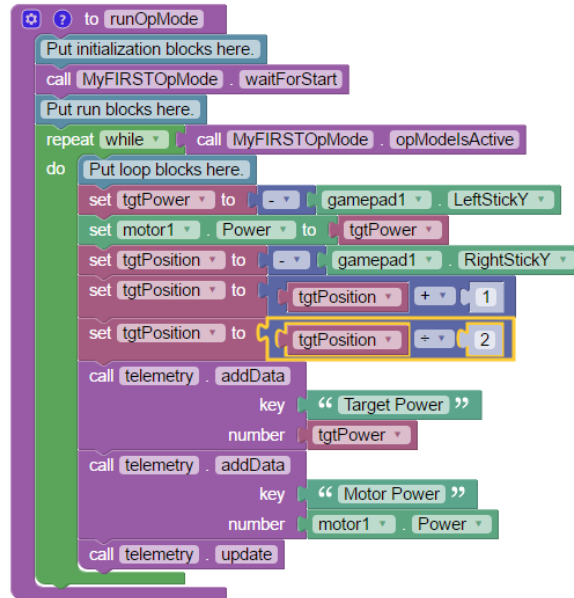 to runOpMode
Put initialization blocks here.
call MyFIRSTOpMode . waitForStart
Put run blocks here.
repeat while call MyFIRSTOpMode . opModeIsActive
do Put loop blocks here.
set tgtPower to - gamepad1 . LeftStickY
set motor1 . Power to tgtPower
set tgtPosition to - gamepad1 . RightStickY
set tgtPosition to tgtPosition + 1
set tgtPosition to tgtPosition ÷ 2
call telemetry . addData
key “ Target Power ”
number tgtPower
call telemetry . addData
key “ Motor Power ”
number motor1 . Power
call telemetry . update